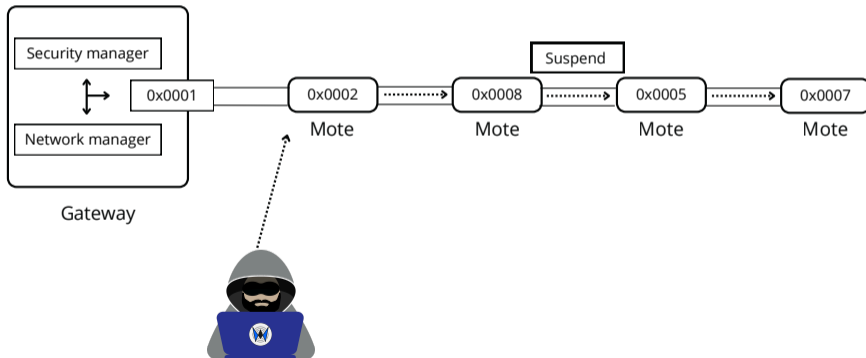 Security manager
Suspend
0x0001
0x0002
0x0008
0x0005
0x0007
Network manager
Mote
Mote
Mote
Mote
Gateway